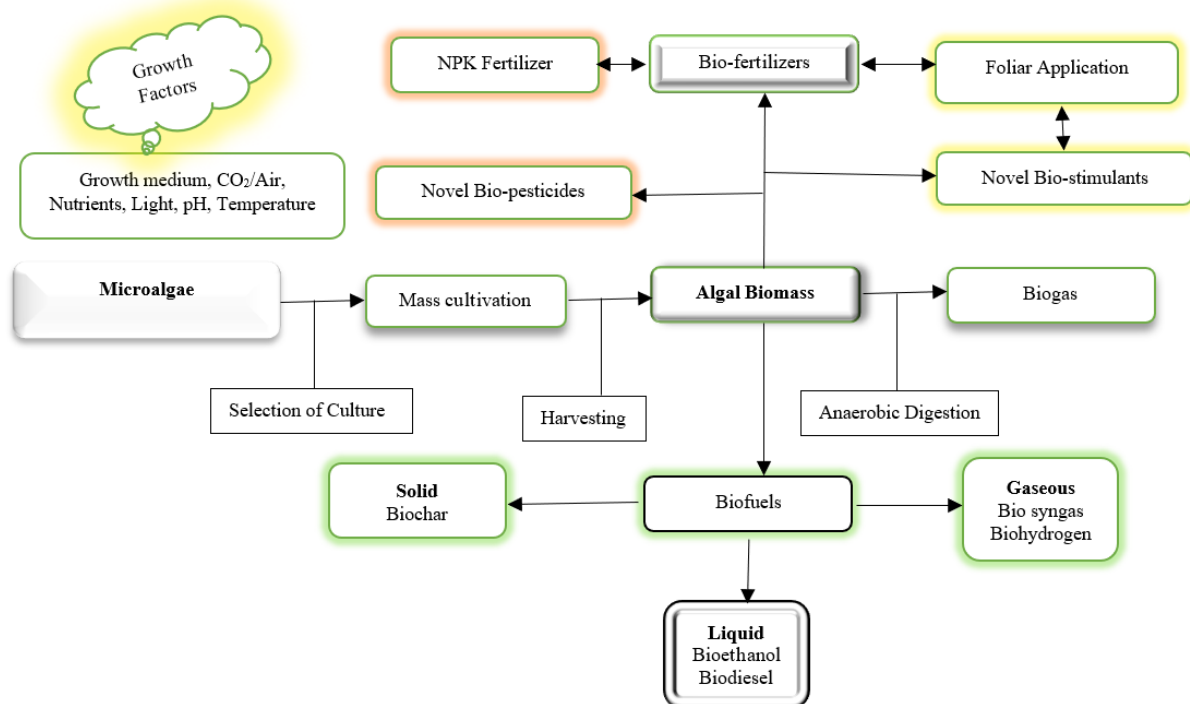 Growth
Factors
NPK Fertilizer
Bio-fertilizers
Foliar Application
Growth medium, CO₂/Air,
Nutrients, Light, pH, Temperature
Novel Bio-pesticides
Novel Bio-stimulants
Microalgae
Mass cultivation
Algal Biomass
Biogas
Selection of Culture
Harvesting
Anaerobic Digestion
Solid
Biochar
Biofuels
Gaseous
Bio syngas
Biohydrogen
Liquid
Bioethanol
Biodiesel